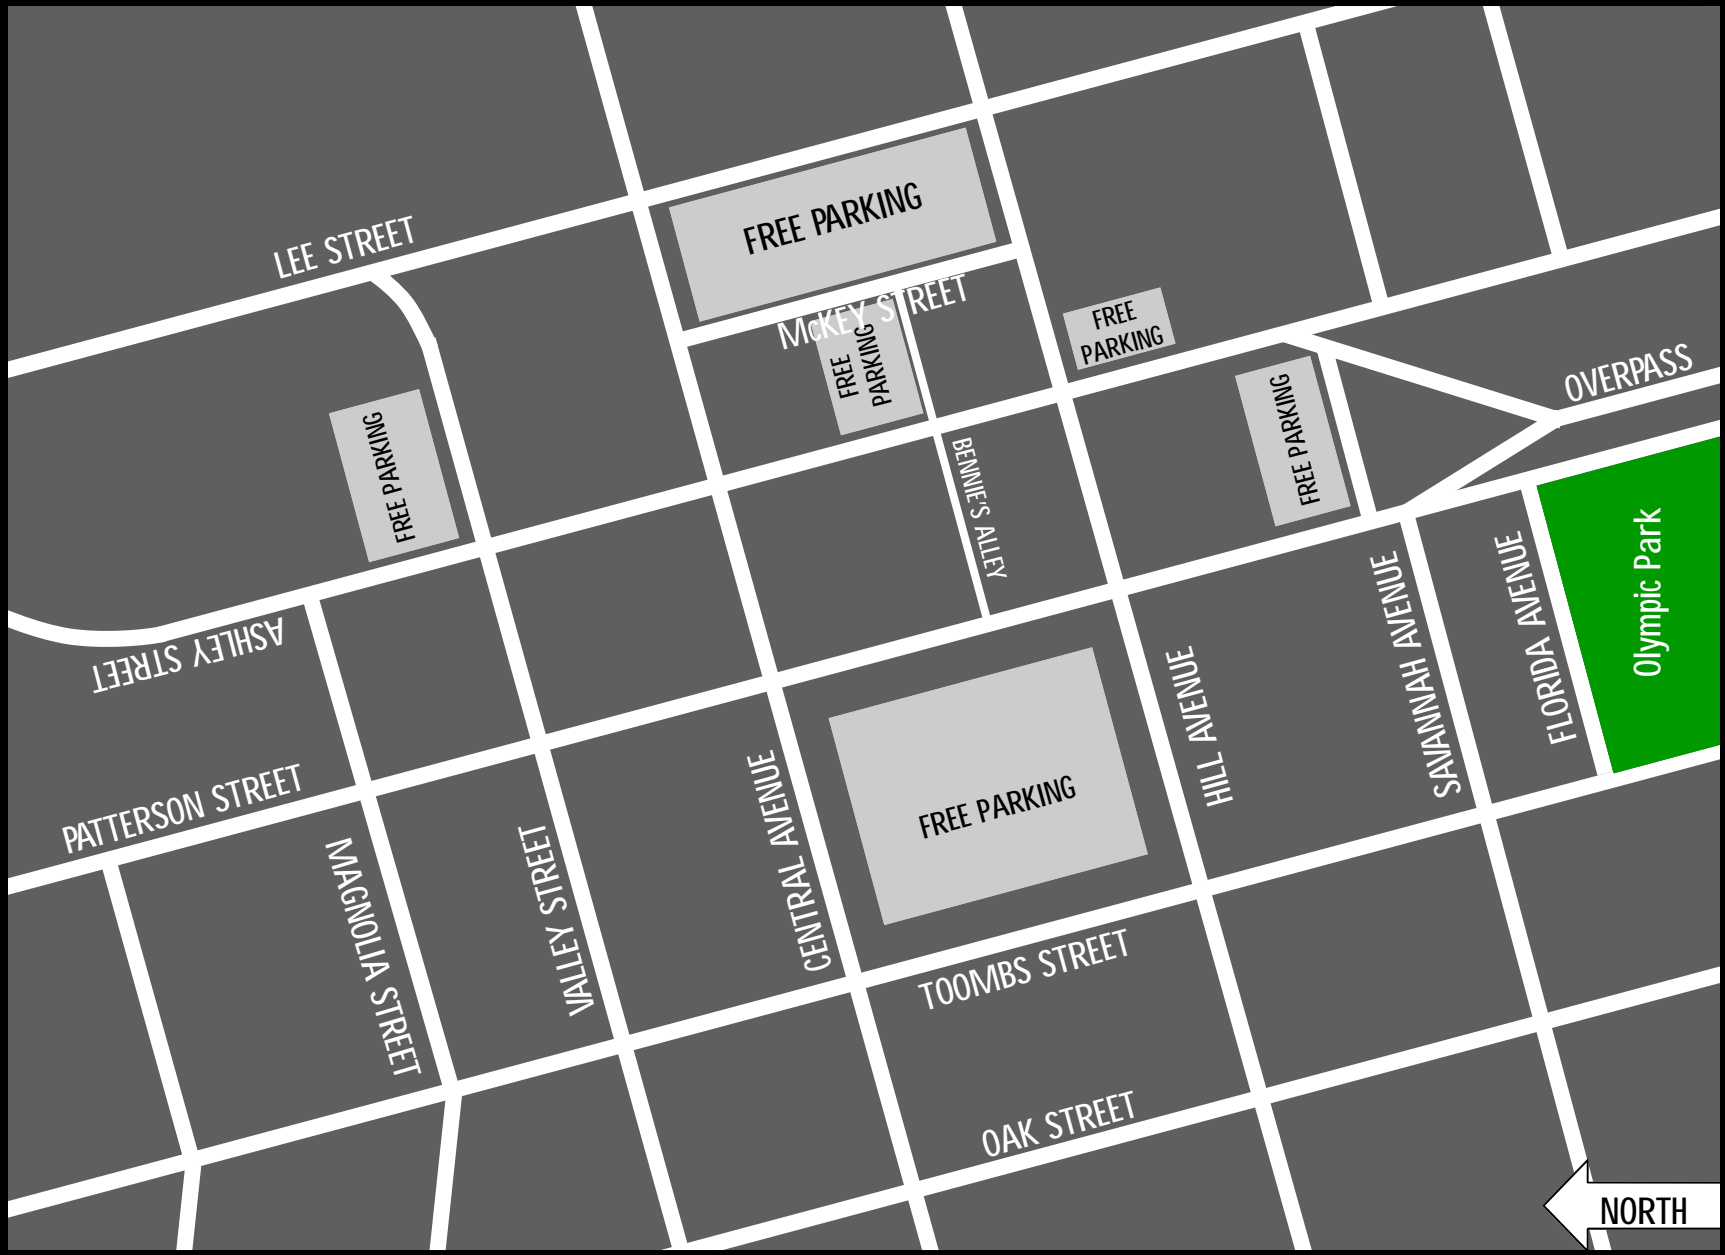 LEE STREET
FREE PARKING
McKEY STREET
FREE
PARKING
FREE
PARKING
OVERPASS
FREE PARKING
FREE PARKING
BENNIE'S ALLEY
ASHLEY STREET
Olympic Park
FLORIDA AVENUE
SAVANNAH AVENUE
HILL AVENUE
PATTERSON STREET
FREE PARKING
CENTRAL AVENUE
VALLEY STREET
MAGNOLIA STREET
TOOMBS STREET
OAK STREET
NORTH